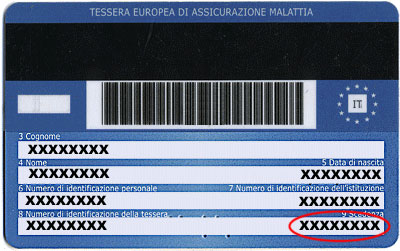 TESSERA EUROPEA DI ASSICURAZIONE MALATTIA
IT
3 Cognome
XXXXXXXX
4 Nome 5 Data di nascita
XXXXXXXX XXXXXXXX
6 Numero di identificazione personale 7 Numero di identificazione dell'istituzione
XXXXXXXX XXXXXXXX
8 Numero di identificazione della tessera 9 Scadenza
XXXXXXXX XXXXXXXX